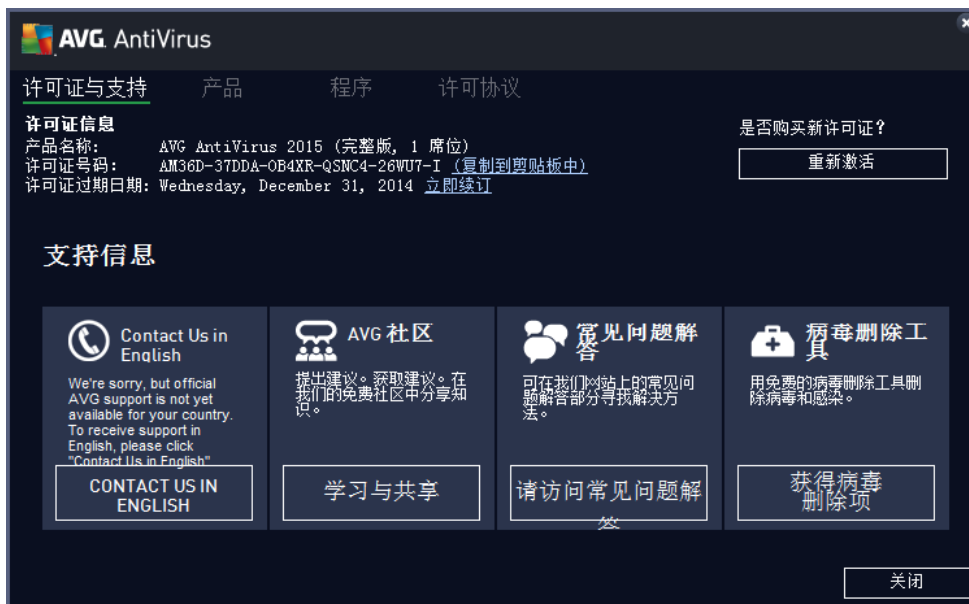 AVG AntiVirus
许可证与支持 产品 程序 许可协议
许可证信息
产品名称: AVG AntiVirus 2015 (完整版, 1 席位)
许可证号码: AM36D-37DDA-OB4XR-QSNC4-26WU7-I (复制到剪贴板中)
许可证过期日期: Wednesday, December 31, 2014 立即续订
是否购买新许可证?
重新激活
支持信息
Contact Us in
English
We're sorry, but official
AVG support is not yet
available for your country.
To receive support in
English, please click
"Contact Us in English"
CONTACT US IN
ENGLISH
AVG 社区
提出建议。获取建议。在
我们的免费社区中分享知
识。
学习与共享
常见问题解
答
可在我们网站上的常见问
题解答部分寻找解决方
法。
请访问常见问题解
答
病毒删除工
具
用免费的病毒删除工具删
除病毒和感染。
获得病毒
删除项
关闭